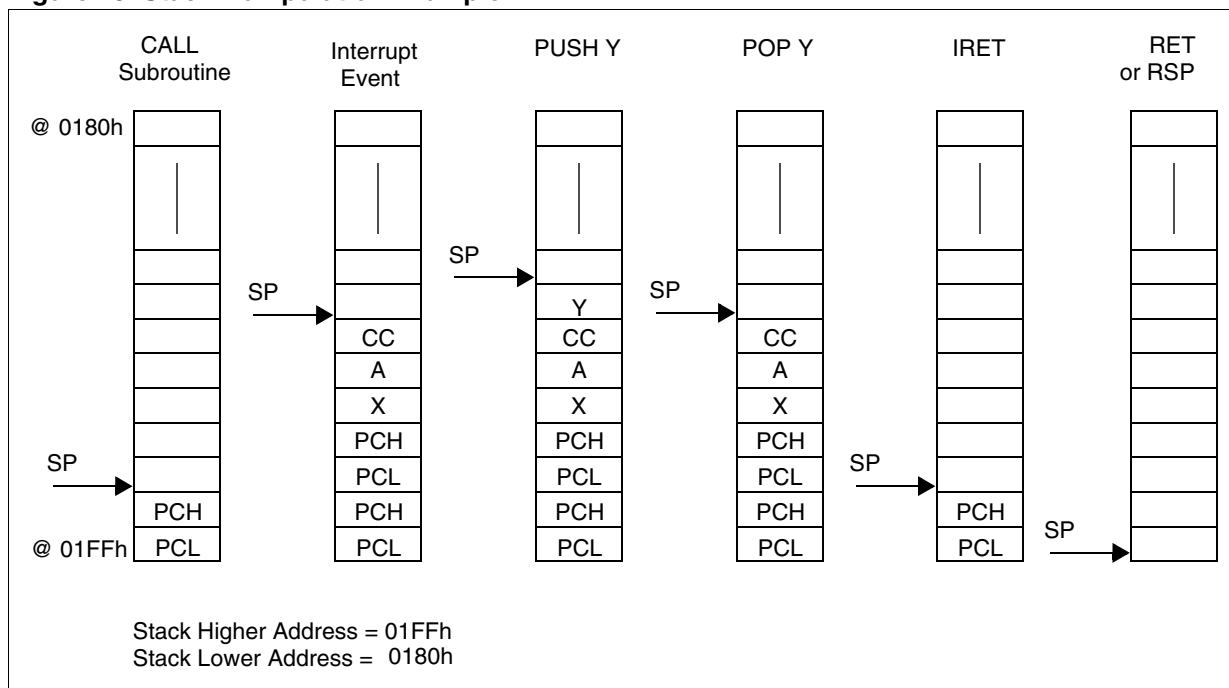 CALL
Subroutine
Interrupt
Event
PUSH Y
POP Y
IRET
RET
or RSP
@ 0180h
SP
SP
SP
Y
CC
CC
CC
A
A
A
X
X
X
PCH
PCH
PCH
SP
SP
PCL
PCL
PCL
PCH
PCH
PCH
PCH
PCH
SP
@ 01FFh
PCL
PCL
PCL
PCL
PCL
Stack Higher Address = 01FFh
Stack Lower Address = 0180h